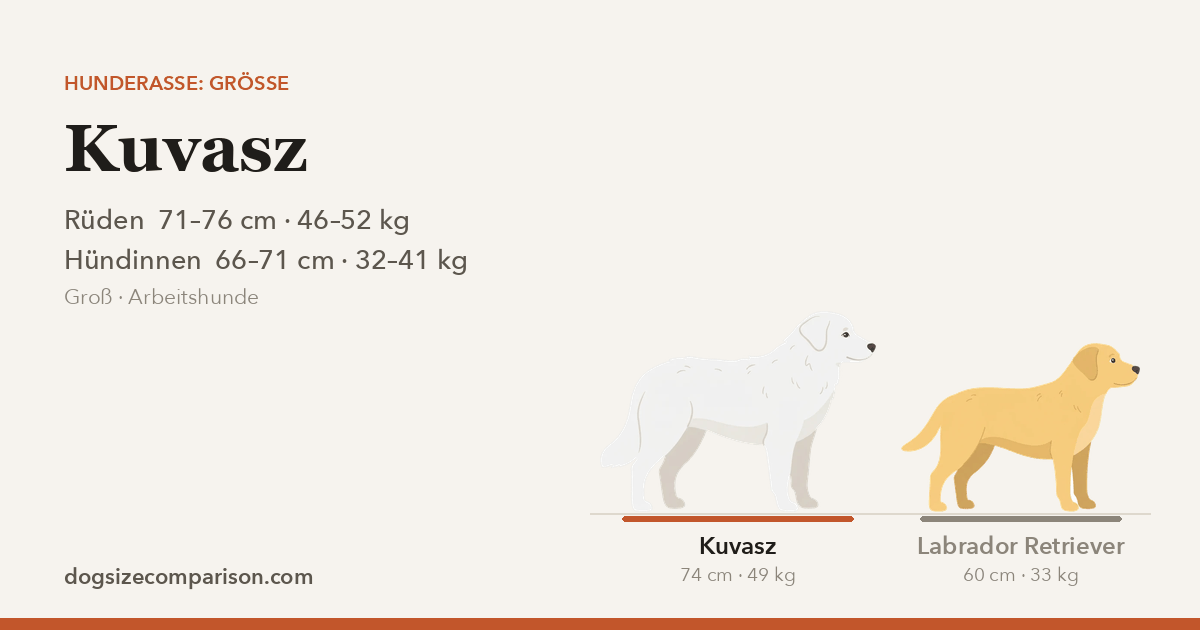 HUNDERASSE: GRÖSSE
Kuvasz
Rüden 71–76 cm · 46–52 kg
Hündinnen 66–71 cm · 32–41 kg
Groß · Arbeitshunde
Kuvasz
74 cm · 49 kg
Labrador Retriever
60 cm · 33 kg
dogsizecomparison.com